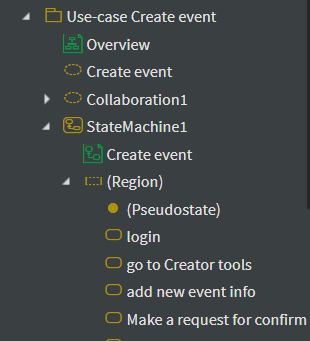 Use-case Create event
Overview
Create event
Collaboration1
StateMachine1
Create event
(Region)
(Pseudostate)
login
go to Creator tools
add new event info
Make a request for confirm